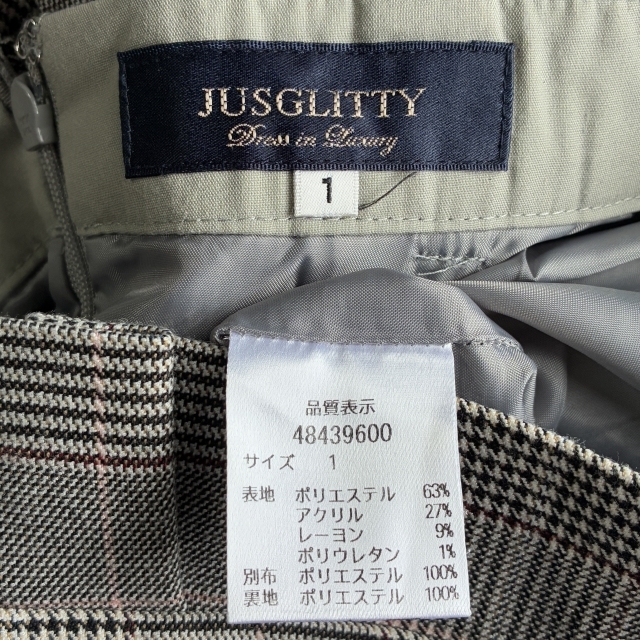 JUSGLITTY
Dress in Luxury
1
品質表示
48439600
サイズ 1
表地 ポリエステル 63%
アクリル 27%
レーヨン 9%
ポリウレタン 1%
別布 ポリエステル 100%
裏地 ポリエステル 100%